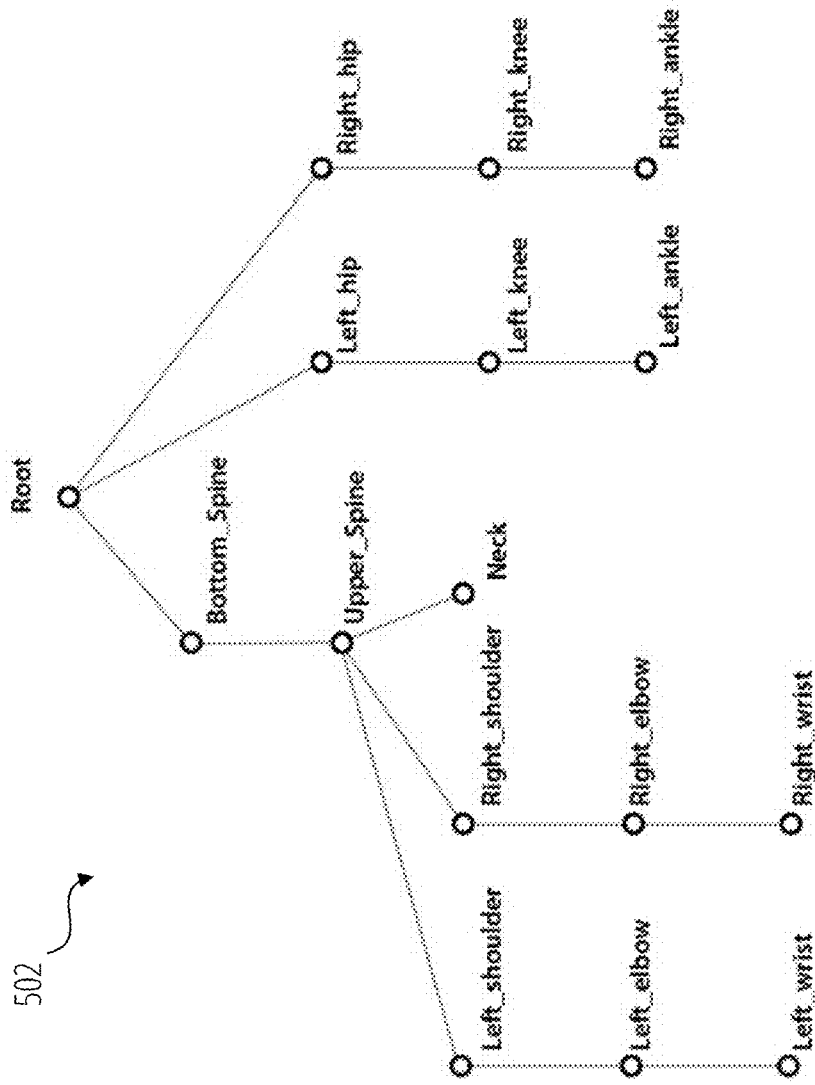 502
Root
Bottom_Spine
Upper_Spine
Neck
Left_shoulder
Right_shoulder
Left_elbow
Right_elbow
Left_wrist
Right_wrist
Left_hip
Right_hip
Left_knee
Right_knee
Left_ankle
Right_ankle